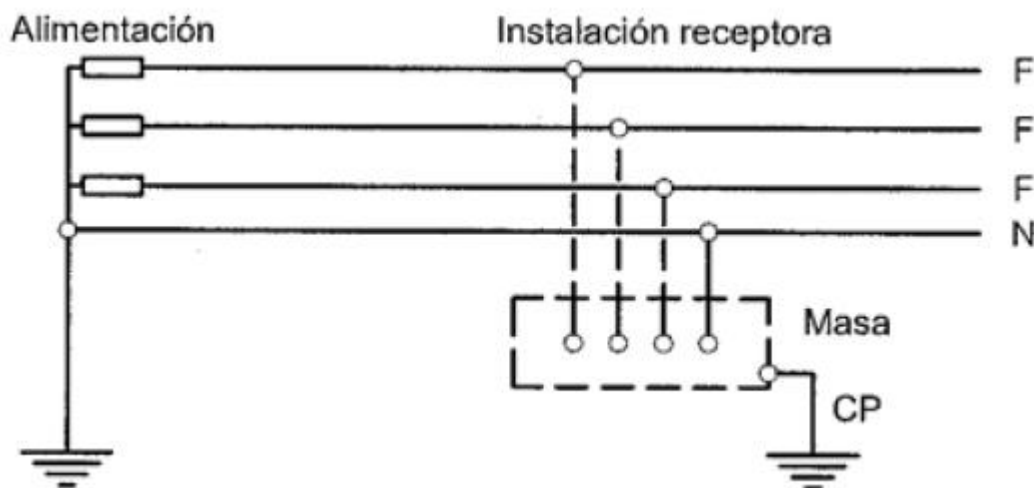 Alimentación
Instalación receptora
F
F
F
N
Masa
CP